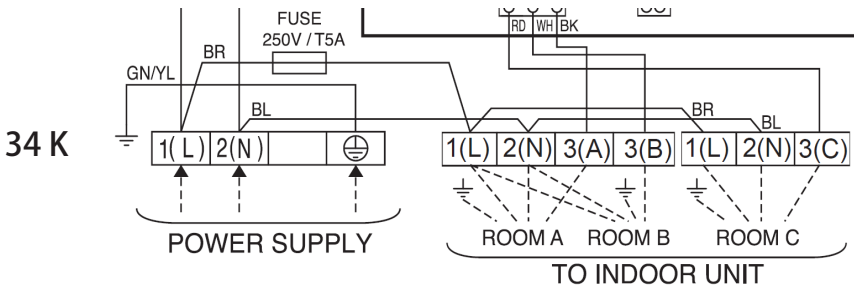 FUSE
250V / T5A
RD WH BK
BR
GN/YL
BL
BR
BL
34 K
1(L) 2(N)
1(L) 2(N) 3(A) 3(B) 1(L) 2(N) 3(C)
ROOM A ROOM B ROOM C
POWER SUPPLY
TO INDOOR UNIT